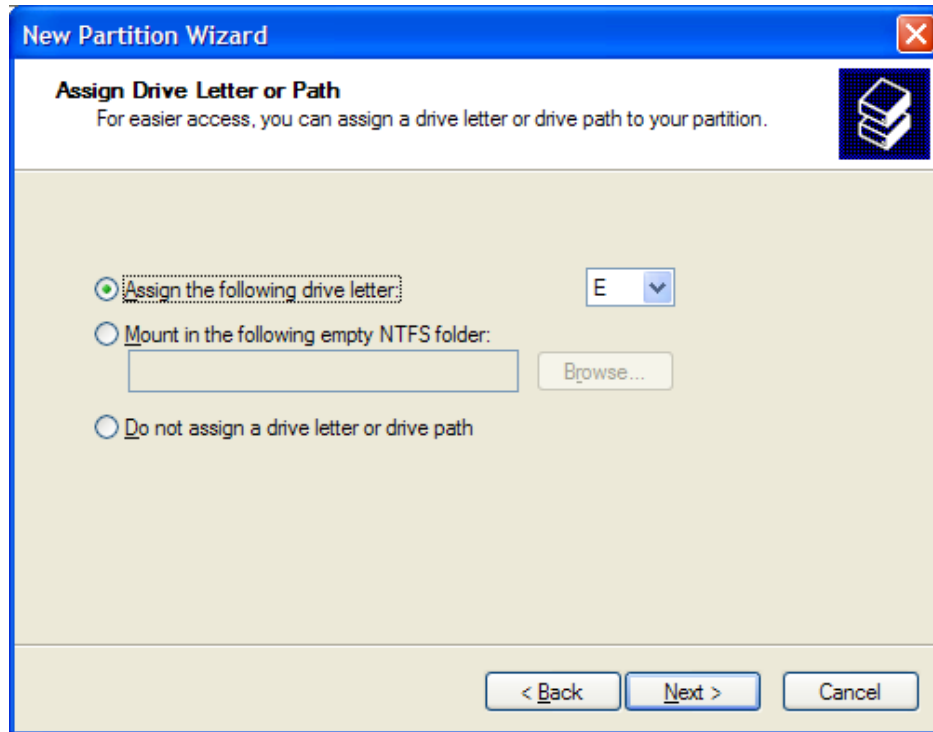 New Partition Wizard
Assign Drive Letter or Path
For easier access, you can assign a drive letter or drive path to your partition.
Assign the following drive letter: E
Mount in the following empty NTFS folder:
Browse...
Do not assign a drive letter or drive path
< Back Next > Cancel